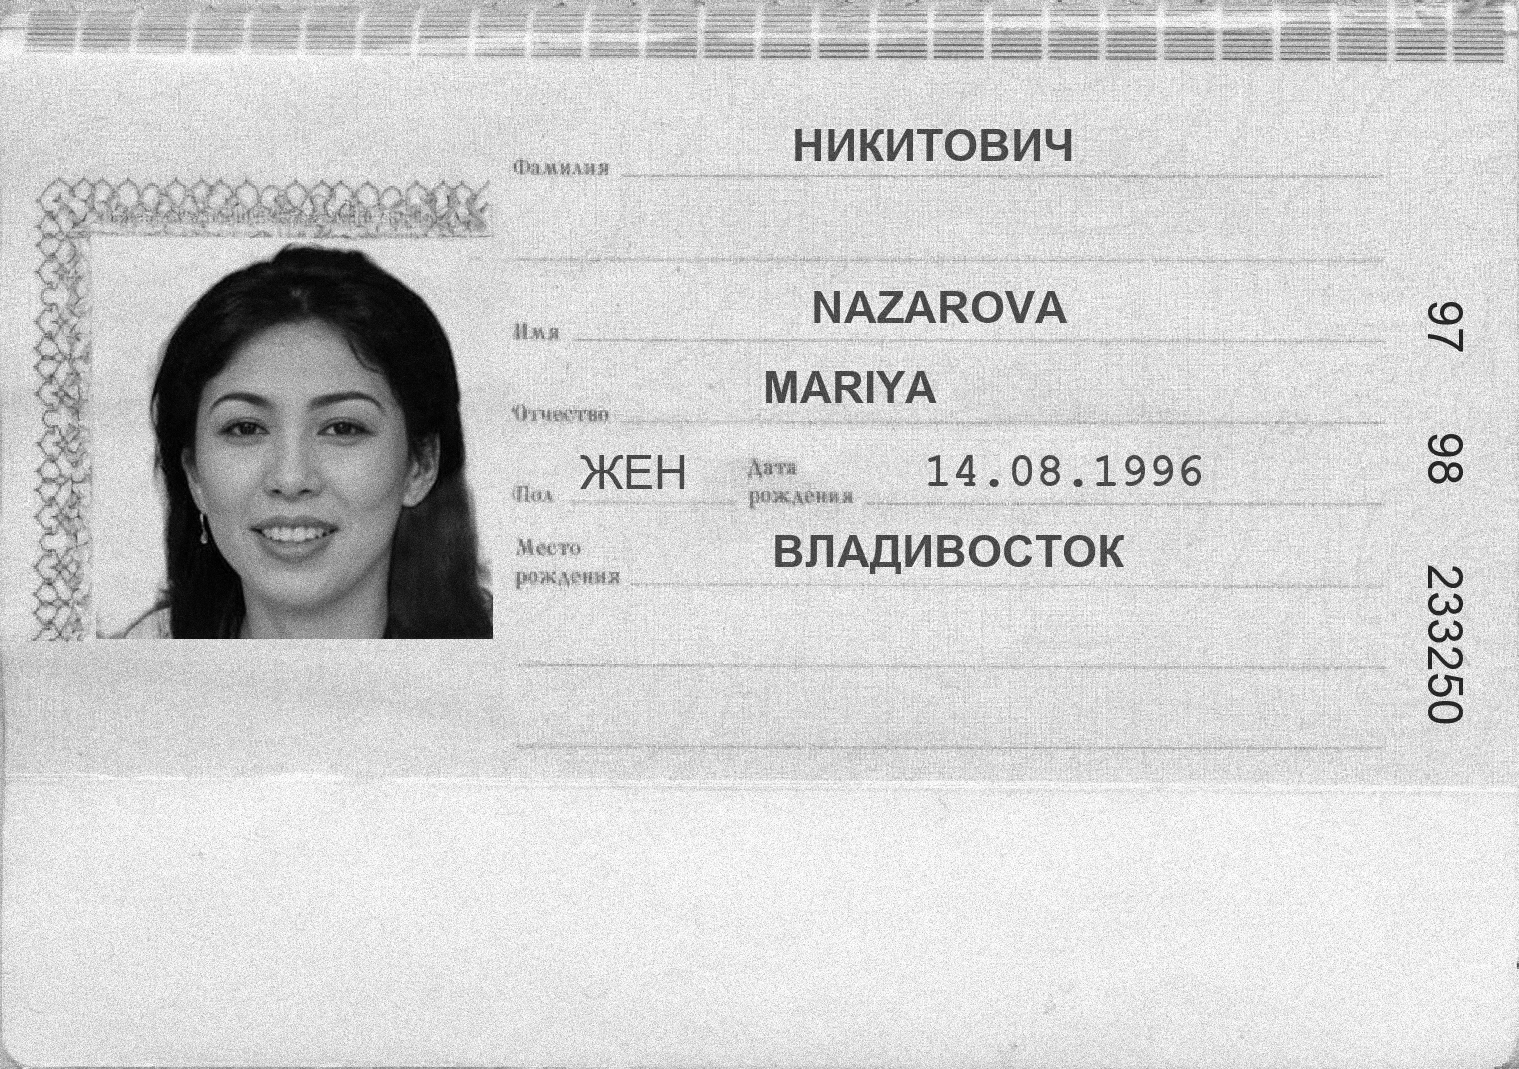 Фамилия НИКИТОВИЧ
Имя NAZAROVA
Отчество MARIYA
Пол ЖЕН Дата рождения 14.08.1996
Место рождения ВЛАДИВОСТОК
97 98 233250